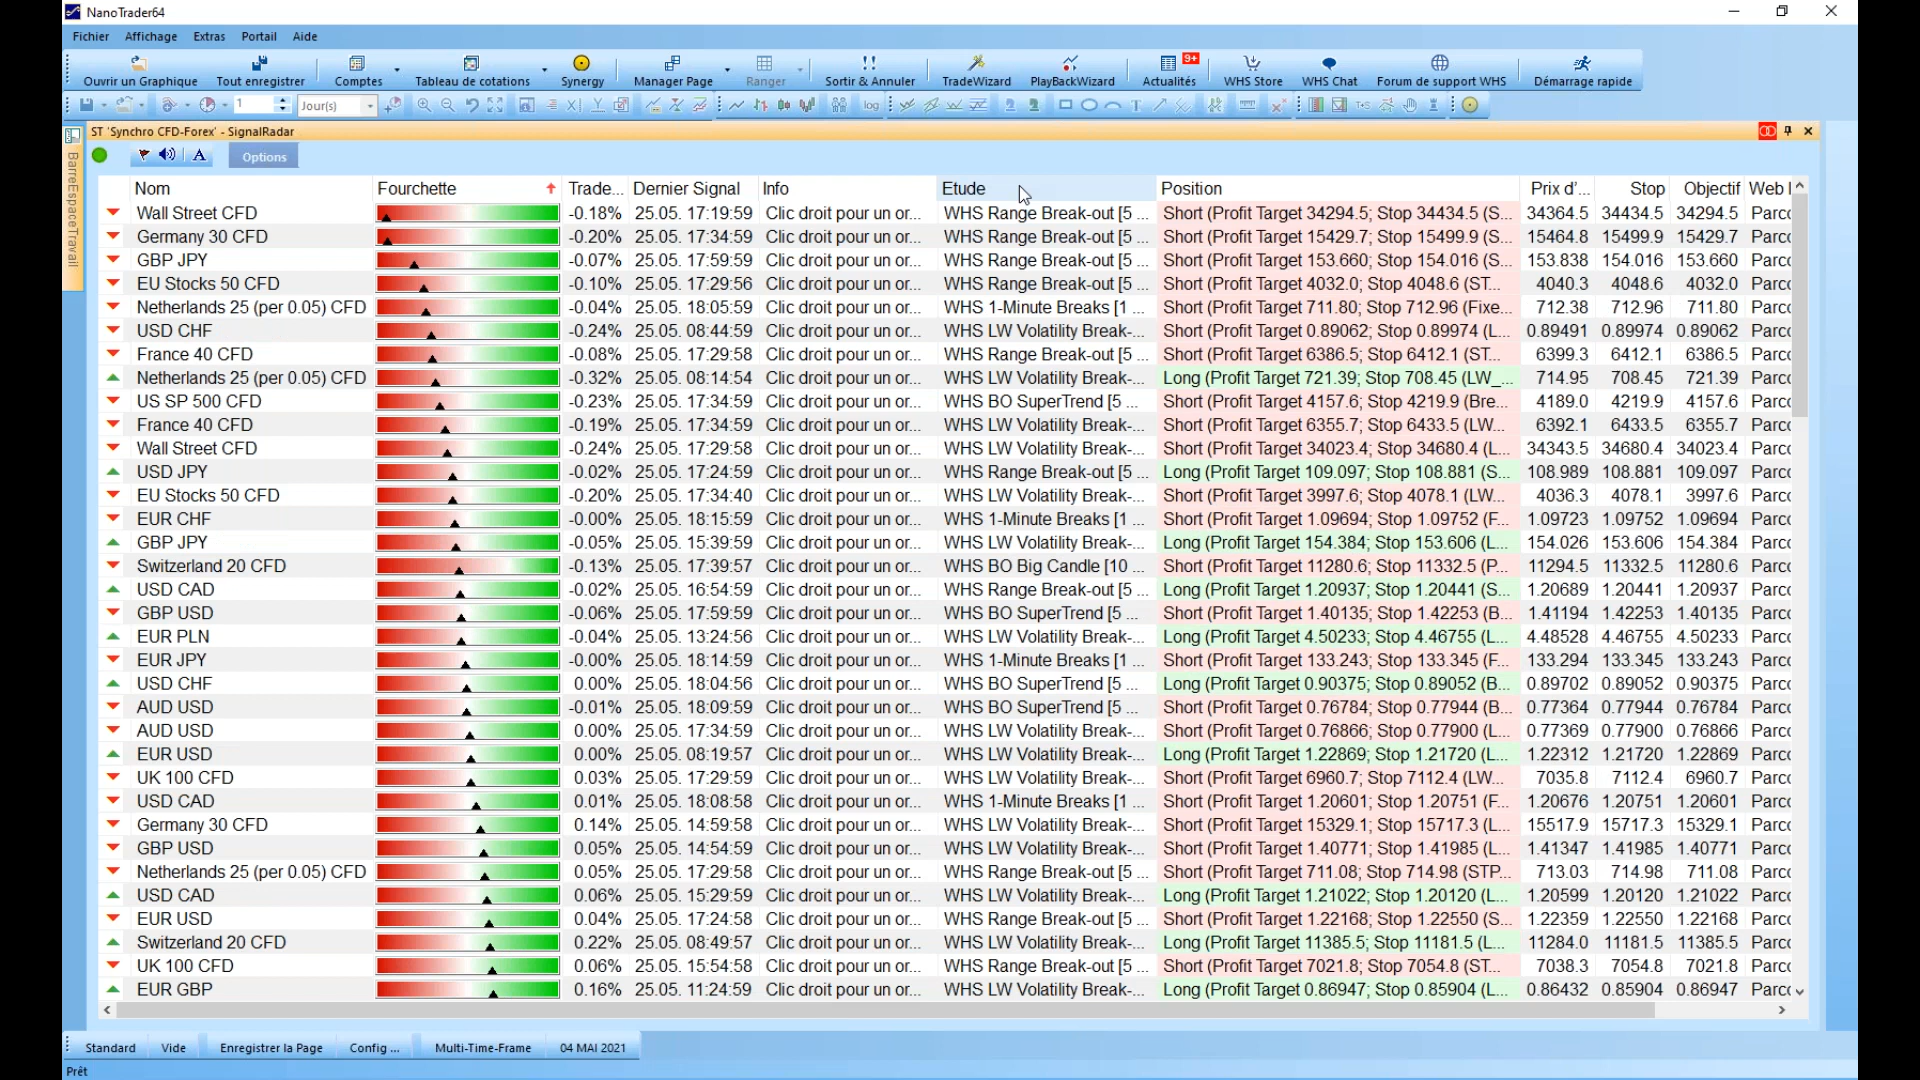 NanoTrader64
Fichier Affichage Extras Portail Aide
Ouvrir un Graphique Tout enregistrer Comptes Tableau de cotations Synergy Manager Page Ranger Sortir & Annuler TradeWizard PlayBackWizard Actualités 9+ WHS Store WHS Chat Forum de support WHS Démarrage rapide
1 Jour(s) log
ST 'Synchro CFD-Forex' - SignalRadar
BarreEspaceTravail
A Options
Nom Fourchette Trade... Dernier Signal Info Etude Position Prix d'... Stop Objectif Web
Wall Street CFD -0.18% 25.05. 17:19:59 Clic droit pour un or... WHS Range Break-out [5 ... Short (Profit Target 34294.5; Stop 34434.5 (S... 34364.5 34434.5 34294.5 Parc
Germany 30 CFD -0.20% 25.05. 17:34:59 Clic droit pour un or... WHS Range Break-out [5 ... Short (Profit Target 15429.7; Stop 15499.9 (S... 15464.8 15499.9 15429.7 Parc
GBP JPY -0.07% 25.05. 17:59:59 Clic droit pour un or... WHS Range Break-out [5 ... Short (Profit Target 153.660; Stop 154.016 (S... 153.838 154.016 153.660 Parc
EU Stocks 50 CFD -0.10% 25.05. 17:29:56 Clic droit pour un or... WHS Range Break-out [5 ... Short (Profit Target 4032.0; Stop 4048.6 (ST... 4040.3 4048.6 4032.0 Parc
Netherlands 25 (per 0.05) CFD -0.04% 25.05. 18:05:59 Clic droit pour un or... WHS 1-Minute Breaks [1 ... Short (Profit Target 711.80; Stop 712.96 (Fixe... 712.38 712.96 711.80 Parc
USD CHF -0.24% 25.05. 08:44:59 Clic droit pour un or... WHS LW Volatility Break-... Short (Profit Target 0.89062; Stop 0.89974 (L... 0.89491 0.89974 0.89062 Parc
France 40 CFD -0.08% 25.05. 17:29:58 Clic droit pour un or... WHS Range Break-out [5 ... Short (Profit Target 6386.5; Stop 6412.1 (ST... 6399.3 6412.1 6386.5 Parc
Netherlands 25 (per 0.05) CFD -0.32% 25.05. 08:14:54 Clic droit pour un or... WHS LW Volatility Break-... Long (Profit Target 721.39; Stop 708.45 (LW_... 714.95 708.45 721.39 Parc
US SP 500 CFD -0.23% 25.05. 17:34:59 Clic droit pour un or... WHS BO SuperTrend [5 ... Short (Profit Target 4157.6; Stop 4219.9 (Bre... 4189.0 4219.9 4157.6 Parc
France 40 CFD -0.19% 25.05. 17:34:59 Clic droit pour un or... WHS LW Volatility Break-... Short (Profit Target 6355.7; Stop 6433.5 (LW... 6392.1 6433.5 6355.7 Parc
Wall Street CFD -0.24% 25.05. 17:29:58 Clic droit pour un or... WHS LW Volatility Break-... Short (Profit Target 34023.4; Stop 34680.4 (L... 34343.5 34680.4 34023.4 Parc
USD JPY -0.02% 25.05. 17:24:59 Clic droit pour un or... WHS Range Break-out [5 ... Long (Profit Target 109.097; Stop 108.881 (S... 108.989 108.881 109.097 Parc
EU Stocks 50 CFD -0.20% 25.05. 17:34:40 Clic droit pour un or... WHS LW Volatility Break-... Short (Profit Target 3997.6; Stop 4078.1 (LW... 4036.3 4078.1 3997.6 Parc
EUR CHF -0.00% 25.05. 18:15:59 Clic droit pour un or... WHS 1-Minute Breaks [1 ... Short (Profit Target 1.09694; Stop 1.09752 (F... 1.09723 1.09752 1.09694 Parc
GBP JPY -0.05% 25.05. 15:39:59 Clic droit pour un or... WHS LW Volatility Break-... Long (Profit Target 154.384; Stop 153.606 (L... 154.026 153.606 154.384 Parc
Switzerland 20 CFD -0.13% 25.05. 17:39:57 Clic droit pour un or... WHS BO Big Candle [10 ... Short (Profit Target 11280.6; Stop 11332.5 (P... 11294.5 11332.5 11280.6 Parc
USD CAD -0.02% 25.05. 16:54:59 Clic droit pour un or... WHS Range Break-out [5 ... Long (Profit Target 1.20937; Stop 1.20441 (S... 1.20689 1.20441 1.20937 Parc
GBP USD -0.06% 25.05. 17:59:59 Clic droit pour un or... WHS BO SuperTrend [5 ... Short (Profit Target 1.40135; Stop 1.42253 (B... 1.41194 1.42253 1.40135 Parc
EUR PLN -0.04% 25.05. 13:24:56 Clic droit pour un or... WHS LW Volatility Break-... Long (Profit Target 4.50233; Stop 4.46755 (L... 4.48528 4.46755 4.50233 Parc
EUR JPY -0.00% 25.05. 18:14:59 Clic droit pour un or... WHS 1-Minute Breaks [1 ... Short (Profit Target 133.243; Stop 133.345 (F... 133.294 133.345 133.243 Parc
USD CHF 0.00% 25.05. 18:04:56 Clic droit pour un or... WHS BO SuperTrend [5 ... Long (Profit Target 0.90375; Stop 0.89052 (B... 0.89702 0.89052 0.90375 Parc
AUD USD -0.01% 25.05. 18:09:59 Clic droit pour un or... WHS BO SuperTrend [5 ... Short (Profit Target 0.76784; Stop 0.77944 (B... 0.77364 0.77944 0.76784 Parc
AUD USD 0.00% 25.05. 17:34:59 Clic droit pour un or... WHS LW Volatility Break-... Short (Profit Target 0.76866; Stop 0.77900 (L... 0.77369 0.77900 0.76866 Parc
EUR USD 0.00% 25.05. 08:19:57 Clic droit pour un or... WHS LW Volatility Break-... Long (Profit Target 1.22869; Stop 1.21720 (L... 1.22312 1.21720 1.22869 Parc
UK 100 CFD 0.03% 25.05. 17:29:59 Clic droit pour un or... WHS LW Volatility Break-... Short (Profit Target 6960.7; Stop 7112.4 (LW... 7035.8 7112.4 6960.7 Parc
USD CAD 0.01% 25.05. 18:08:58 Clic droit pour un or... WHS 1-Minute Breaks [1 ... Short (Profit Target 1.20601; Stop 1.20751 (F... 1.20676 1.20751 1.20601 Parc
Germany 30 CFD 0.14% 25.05. 14:59:58 Clic droit pour un or... WHS LW Volatility Break-... Short (Profit Target 15329.1; Stop 15717.3 (L... 15517.9 15717.3 15329.1 Parc
GBP USD 0.05% 25.05. 14:54:59 Clic droit pour un or... WHS LW Volatility Break-... Short (Profit Target 1.40771; Stop 1.41985 (L... 1.41347 1.41985 1.40771 Parc
Netherlands 25 (per 0.05) CFD 0.05% 25.05. 17:29:58 Clic droit pour un or... WHS Range Break-out [5 ... Short (Profit Target 711.08; Stop 714.98 (STP... 713.03 714.98 711.08 Parc
USD CAD 0.06% 25.05. 15:29:59 Clic droit pour un or... WHS LW Volatility Break-... Long (Profit Target 1.21022; Stop 1.20120 (L... 1.20599 1.20120 1.21022 Parc
EUR USD 0.04% 25.05. 17:24:58 Clic droit pour un or... WHS Range Break-out [5 ... Short (Profit Target 1.22168; Stop 1.22550 (S... 1.22359 1.22550 1.22168 Parc
Switzerland 20 CFD 0.22% 25.05. 08:49:57 Clic droit pour un or... WHS LW Volatility Break-... Long (Profit Target 11385.5; Stop 11181.5 (L... 11284.0 11181.5 11385.5 Parc
UK 100 CFD 0.06% 25.05. 15:54:58 Clic droit pour un or... WHS Range Break-out [5 ... Short (Profit Target 7021.8; Stop 7054.8 (ST... 7038.3 7054.8 7021.8 Parc
EUR GBP 0.16% 25.05. 11:24:59 Clic droit pour un or... WHS LW Volatility Break-... Long (Profit Target 0.86947; Stop 0.85904 (L... 0.86432 0.85904 0.86947 Parc
Standard Vide Enregistrer la Page Config ... Multi-Time-Frame 04 MAI 2021
Prêt